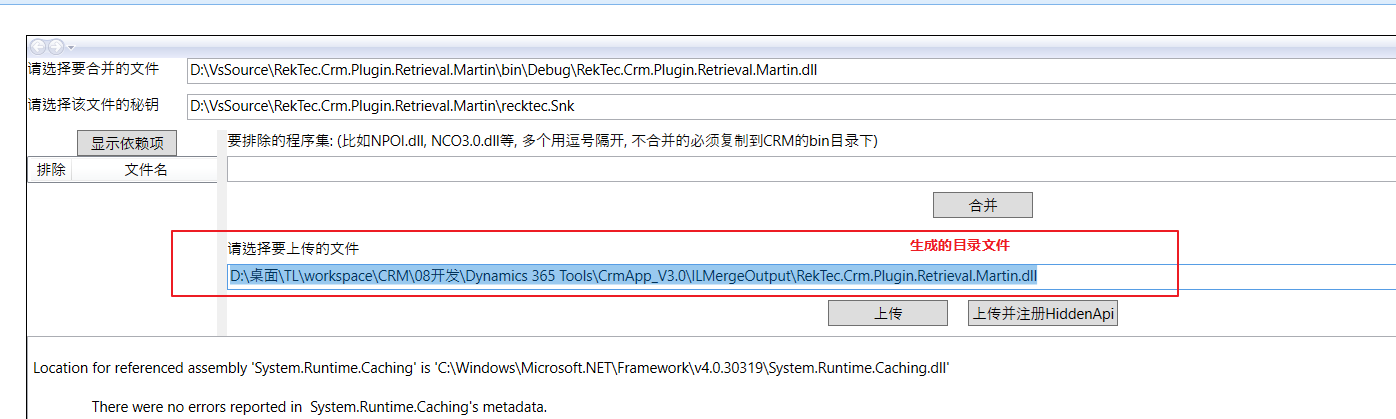 请选择要合并的文件
D:\VsSource\RekTec.Crm.Plugin.Retrieval.Martin\bin\Debug\RekTec.Crm.Plugin.Retrieval.Martin.dll
请选择该文件的秘钥
D:\VsSource\RekTec.Crm.Plugin.Retrieval.Martin\recktec.Snk
显示依赖项
要排除的程序集: (比如NPOI.dll, NCO3.0.dll等, 多个用逗号隔开, 不合并的必须复制到CRM的bin目录下)
排除 文件名
合并
请选择要上传的文件
生成的目录文件
D:\桌面\TL\workspace\CRM\08开发\Dynamics 365 Tools\CrmApp_V3.0\ILMergeOutput\RekTec.Crm.Plugin.Retrieval.Martin.dll
上传
上传并注册HiddenApi
Location for referenced assembly 'System.Runtime.Caching' is 'C:\Windows\Microsoft.NET\Framework\v4.0.30319\System.Runtime.Caching.dll'
There were no errors reported in  System.Runtime.Caching's metadata.